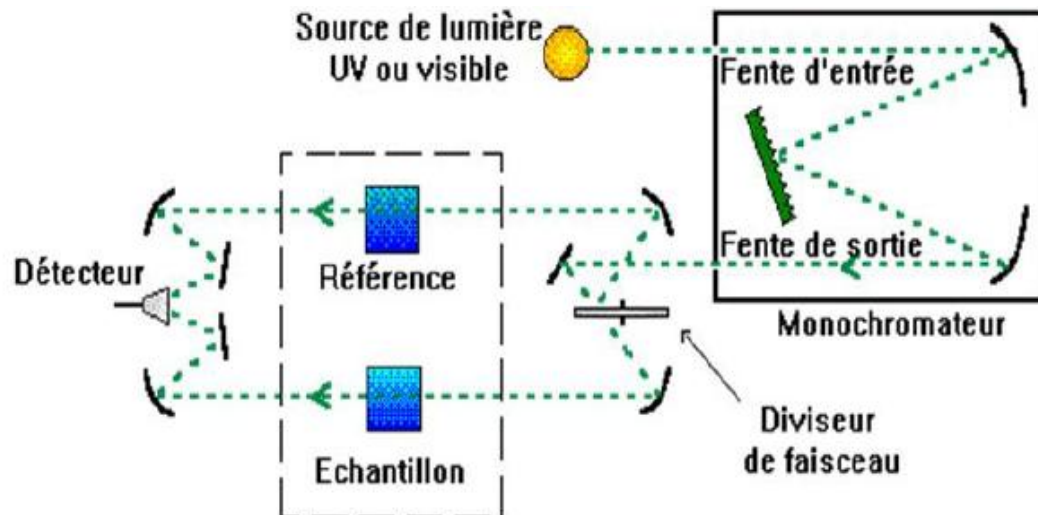 Source de lumière
UV ou visible
Fente d'entrée
Fente de sortie
Détecteur
Référence
Monochromateur
Echantillon
Diviseur
de faisceau